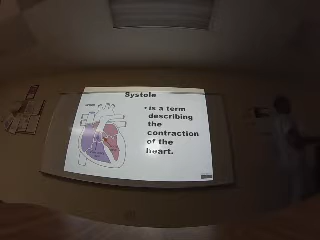 Systole
• is a term
describing
the
contraction
of the
heart.